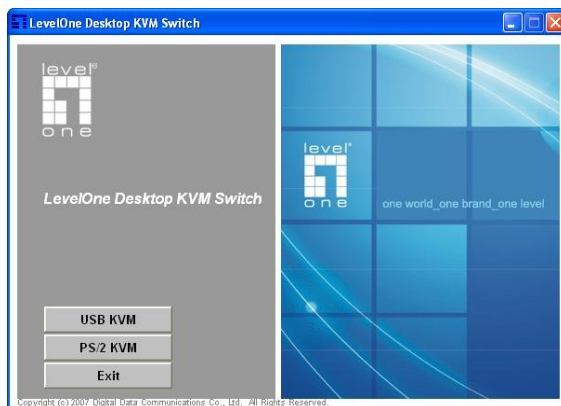 LevelOne Desktop KVM Switch
level®
one
LevelOne Desktop KVM Switch
USB KVM
PS/2 KVM
Exit
level®
one
one world_one brand_one level
Copyright (c) 2007 Digital Data Communications Co., Ltd. All Rights Reserved.